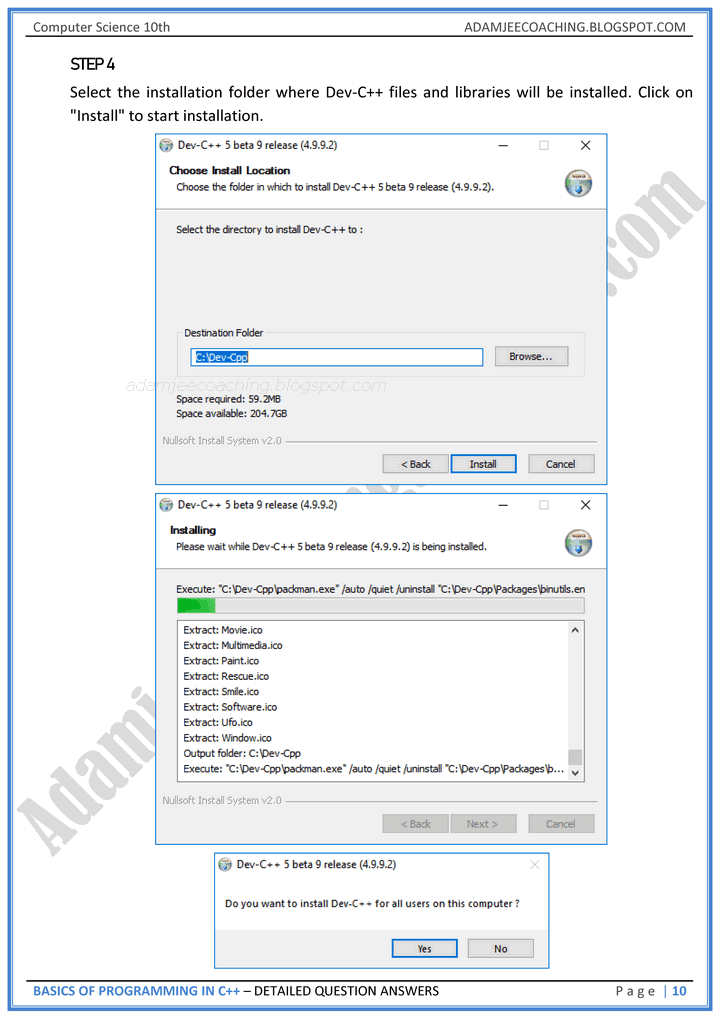 Computer Science 10th ADAMJEECOACHING.BLOGSPOT.COM
STEP 4
Select the installation folder where Dev-C++ files and libraries will be installed. Click on
"Install" to start installation.
Dev-C++ 5 beta 9 release (4.9.9.2)
Choose Install Location
Choose the folder in which to install Dev-C++ 5 beta 9 release (4.9.9.2).
Select the directory to install Dev-C++ to :
Destination Folder
C:\Dev-Cpp
Browse...
adamjeecoaching.blogspot.com
Space required: 59.2MB
Space available: 204.7GB
Nullsoft Install System v2.0
< Back Install Cancel
Dev-C++ 5 beta 9 release (4.9.9.2)
Installing
Please wait while Dev-C++ 5 beta 9 release (4.9.9.2) is being installed.
Execute: "C:\Dev-Cpp\packman.exe" /auto /quiet /uninstall "C:\Dev-Cpp\Packages\binutils.en
Extract: Movie.ico
Extract: Multimedia.ico
Extract: Paint.ico
Extract: Rescue.ico
Extract: Smile.ico
Extract: Software.ico
Extract: Ufo.ico
Extract: Window.ico
Output folder: C:\Dev-Cpp
Execute: "C:\Dev-Cpp\packman.exe" /auto /quiet /uninstall "C:\Dev-Cpp\Packages\b...
Nullsoft Install System v2.0
< Back Next > Cancel
Dev-C++ 5 beta 9 release (4.9.9.2)
Do you want to install Dev-C++ for all users on this computer ?
Yes No
BASICS OF PROGRAMMING IN C++ – DETAILED QUESTION ANSWERS Page | 10